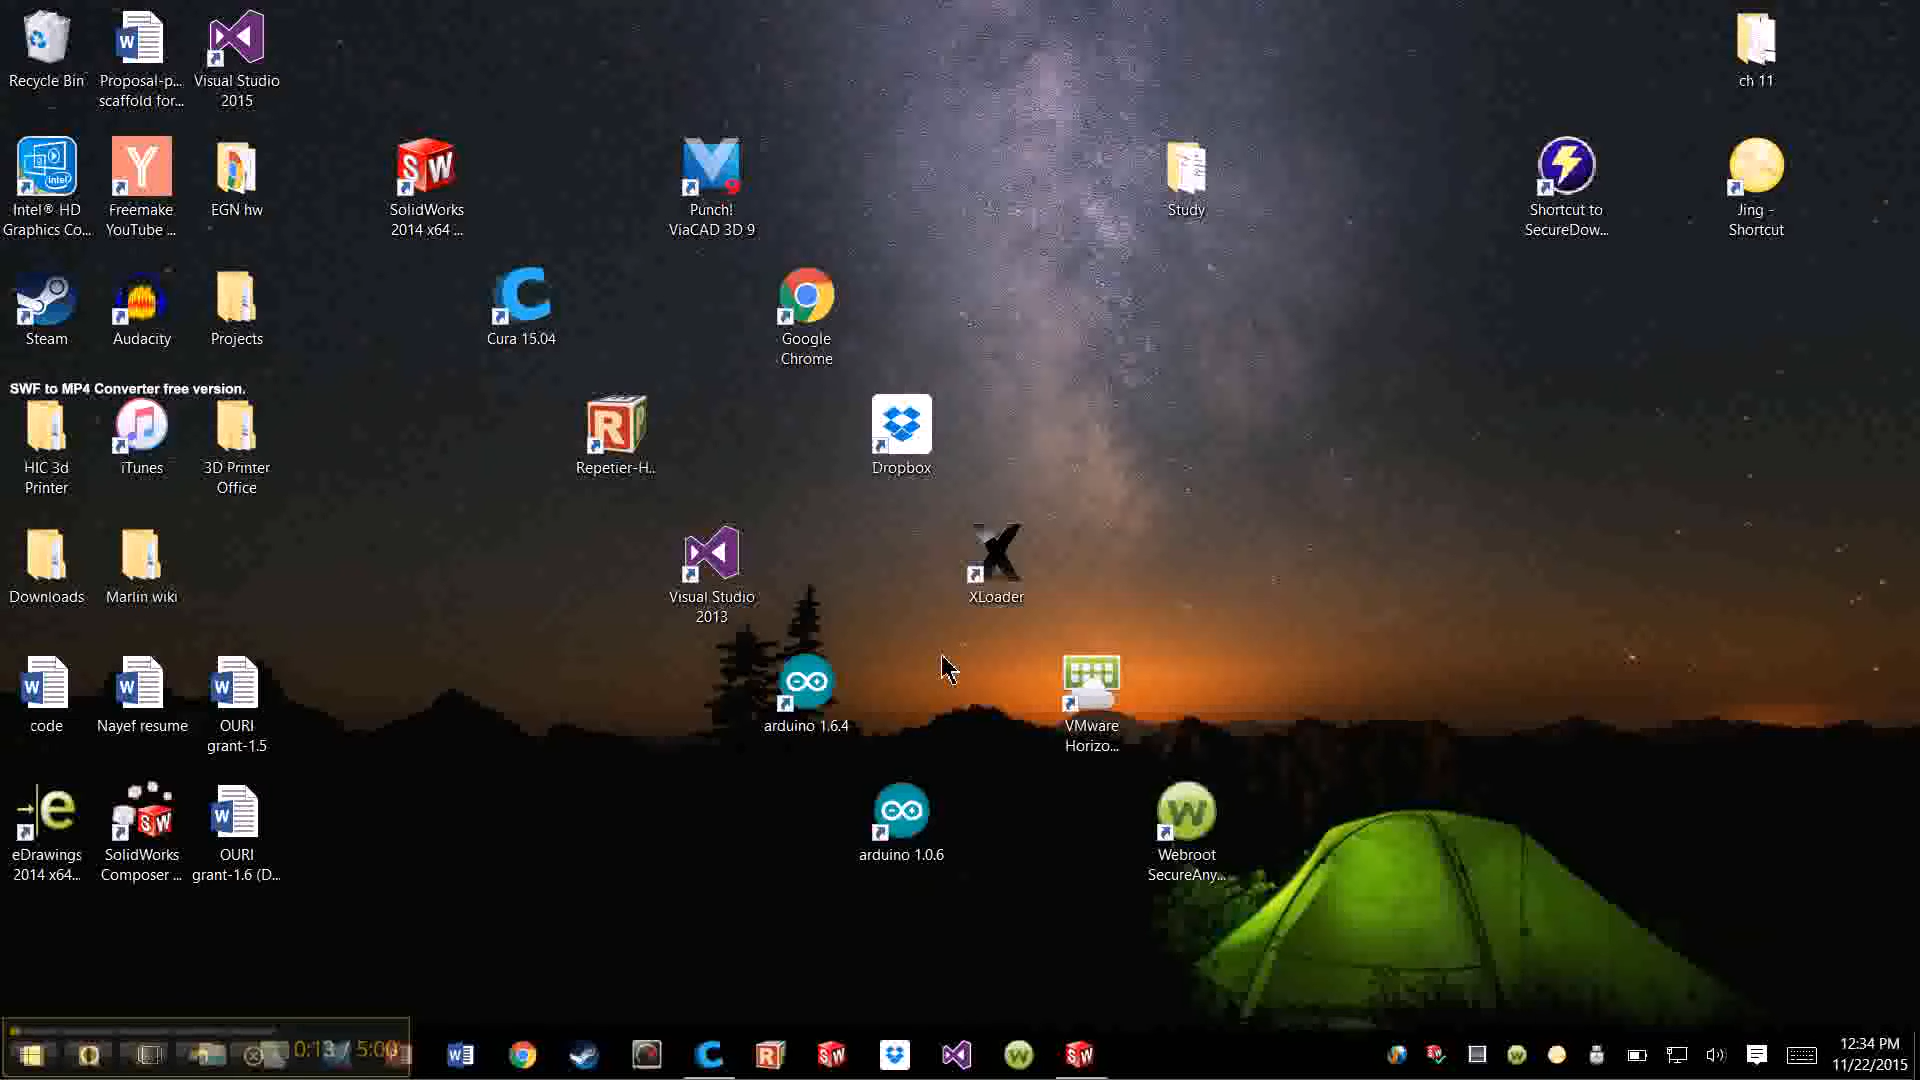 Recycle Bin
Proposal-p...
scaffold for...
Visual Studio
2015
ch 11
Intel® HD
Graphics Co...
Freemake
YouTube ...
EGN hw
SolidWorks
2014 x64 ...
Punch!
ViaCAD 3D 9
Study
Shortcut to
SecureDow...
Jing -
Shortcut
Steam
Audacity
Projects
Cura 15.04
Google
Chrome
SWF to MP4 Converter free version.
HIC 3d
Printer
iTunes
3D Printer
Office
Repetier-H...
Dropbox
Downloads
Marlin wiki
Visual Studio
2013
XLoader
code
Nayef resume
OURI
grant-1.5
arduino 1.6.4
VMware
Horizo...
eDrawings
2014 x64...
SolidWorks
Composer ...
OURI
grant-1.6 (D...
arduino 1.0.6
Webroot
SecureAny...
0:13 / 5:00
12:34 PM
11/22/2015